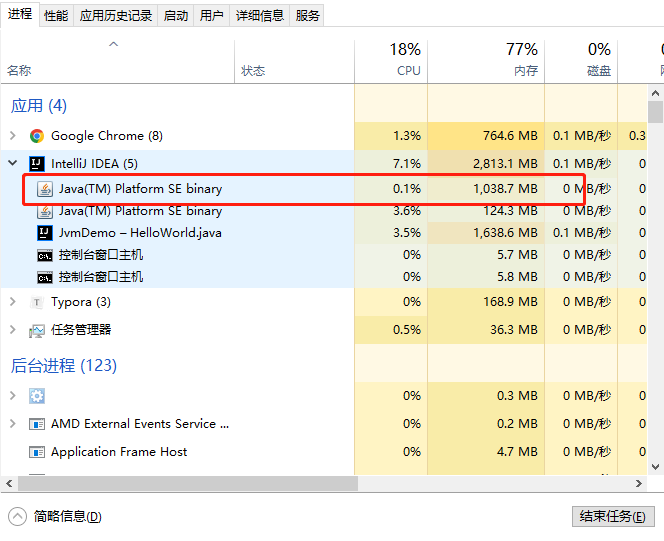 进程 性能 应用历史记录 启动 用户 详细信息 服务
18% 77% 0%
名称 状态 CPU 内存 磁盘
应用 (4)
Google Chrome (8) 1.3% 764.6 MB 0.1 MB/秒 0.3
IntelliJ IDEA (5) 7.1% 2,813.1 MB 0.1 MB/秒 0
Java(TM) Platform SE binary 0.1% 1,038.7 MB 0 MB/秒 0
Java(TM) Platform SE binary 3.6% 124.3 MB 0 MB/秒 0
JvmDemo – HelloWorld.java 3.5% 1,638.6 MB 0.1 MB/秒 0
控制台窗口主机 0% 5.7 MB 0 MB/秒 0
控制台窗口主机 0% 5.8 MB 0 MB/秒 0
Typora (3) 0% 168.9 MB 0 MB/秒 0
任务管理器 0.5% 36.3 MB 0 MB/秒 0
后台进程 (123)
0% 0.3 MB 0 MB/秒 0
AMD External Events Service ... 0% 0.2 MB 0 MB/秒 0
Application Frame Host 0% 4.7 MB 0 MB/秒 0
简略信息(D) 结束任务(E)